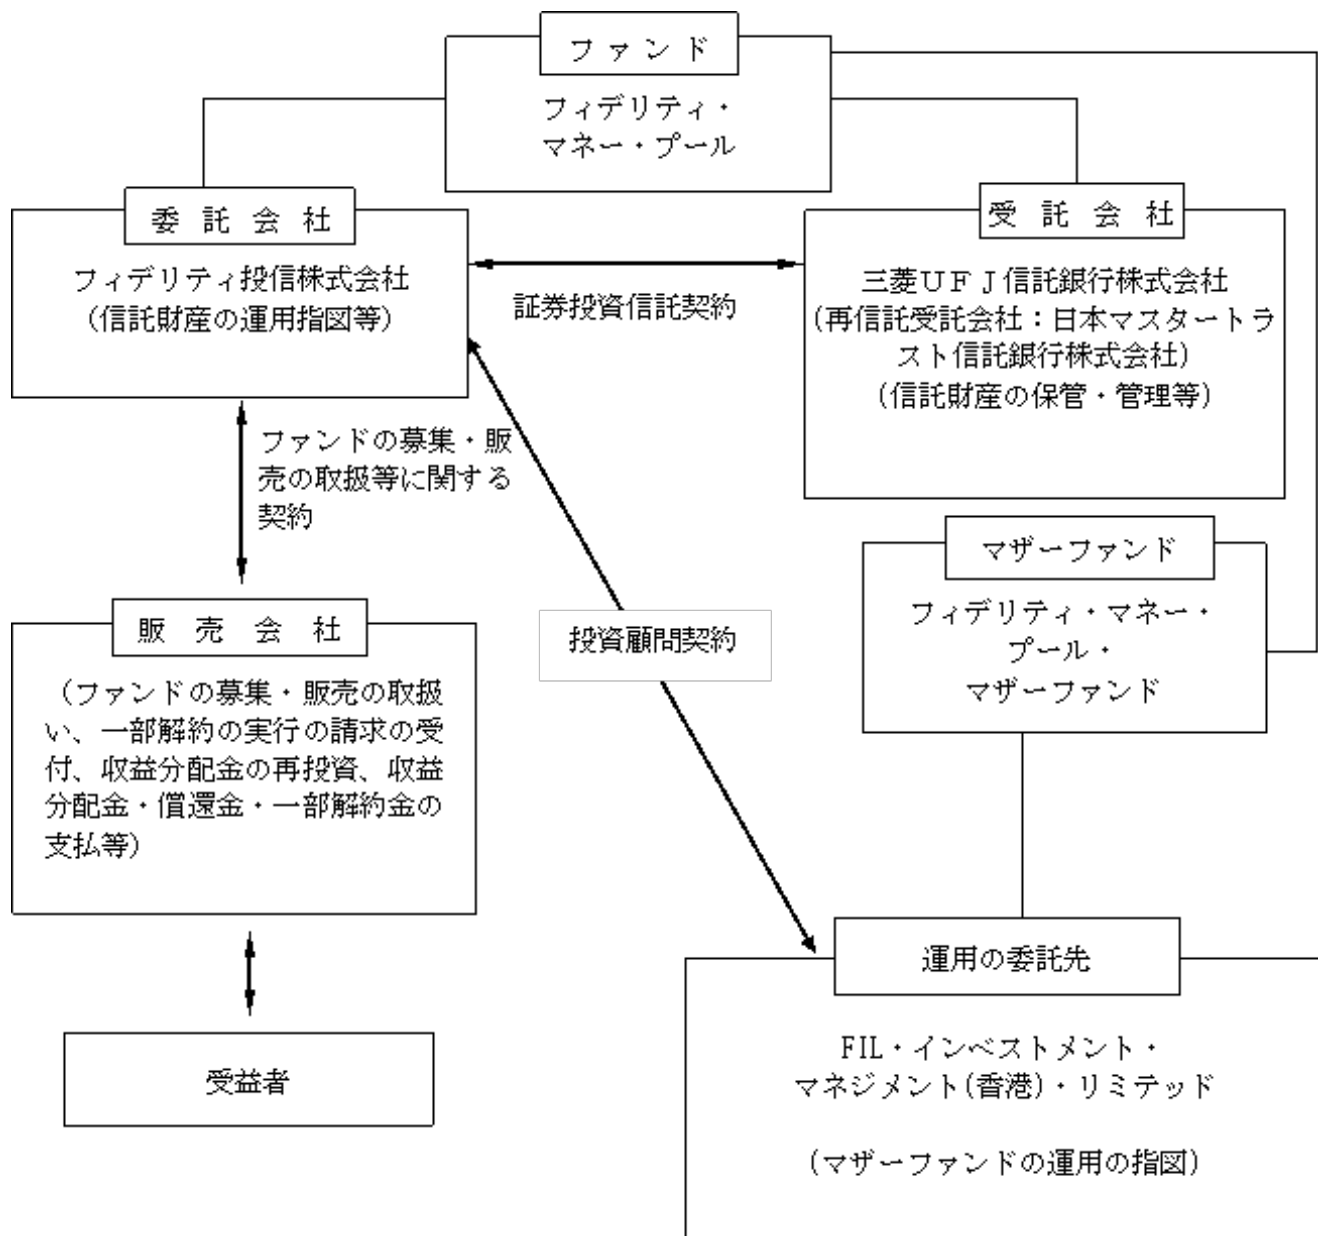 ファンド
フィデリティ・
マネー・プール
委託会社
フィデリティ投信株式会社
（信託財産の運用指図等）
証券投資信託契約
受託会社
三菱ＵＦＪ信託銀行株式会社
（再信託受託会社：日本マスタートラ
スト信託銀行株式会社）
（信託財産の保管・管理等）
ファンドの募集・販
売の取扱等に関する
契約
マザーファンド
フィデリティ・マネー・
プール・
マザーファンド
投資顧問契約
販売会社
（ファンドの募集・販売の取扱
い、一部解約の実行の請求の受
付、収益分配金の再投資、収益
分配金・償還金・一部解約金の
支払等）
運用の委託先
FIL・インベストメント・
マネジメント(香港)・リミテッド
（マザーファンドの運用の指図）
受益者